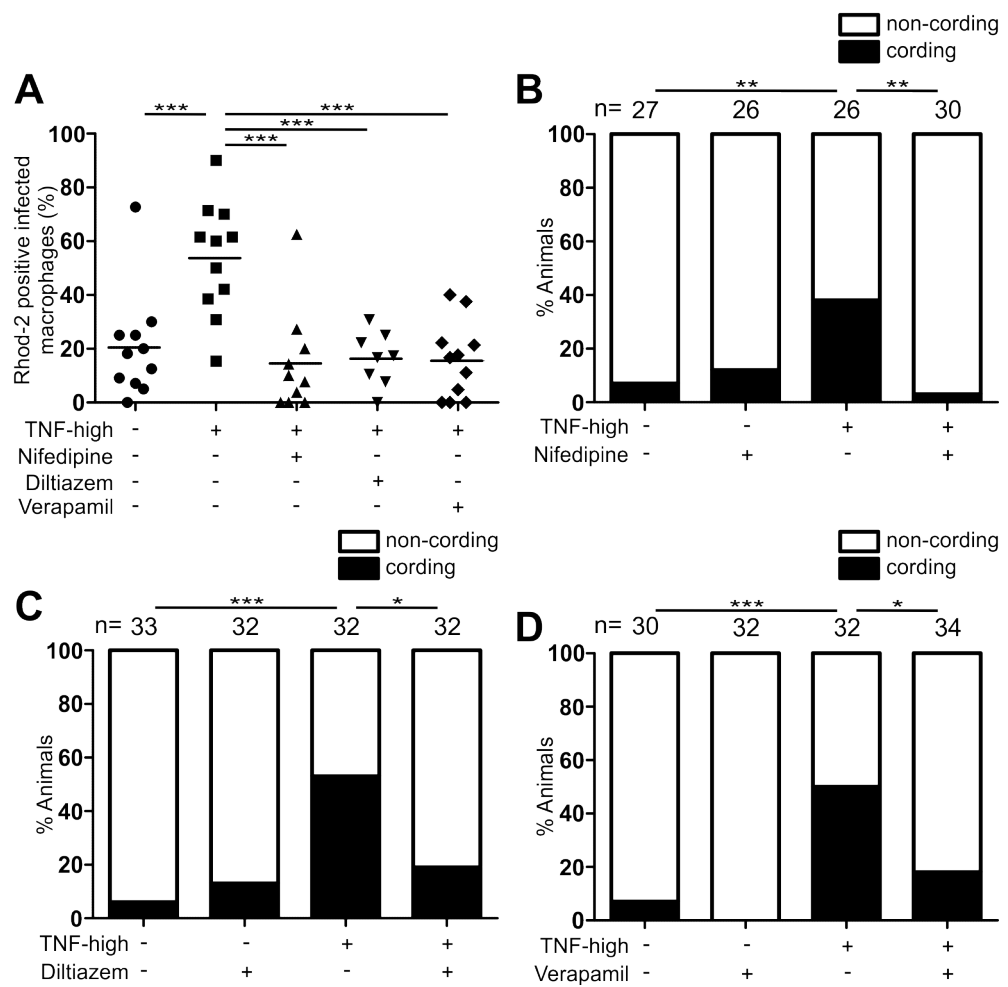 A
Rhod-2 positive infected
macrophages (%)
*** ***
***
***
100
80
60
40
20
0
TNF-high - + + + +
Nifedipine - - + - -
Diltiazem - - - + -
Verapamil - - - - +
non-cording
cording
B
** **
n= 27 26 26 30
% Animals
100
80
60
40
20
0
TNF-high - - + +
Nifedipine - + - +
non-cording
cording
C
*** *
n= 33 32 32 32
% Animals
100
80
60
40
20
0
TNF-high - - + +
Diltiazem - + - +
non-cording
cording
D
*** *
n= 30 32 32 34
% Animals
100
80
60
40
20
0
TNF-high - - + +
Verapamil - + - +